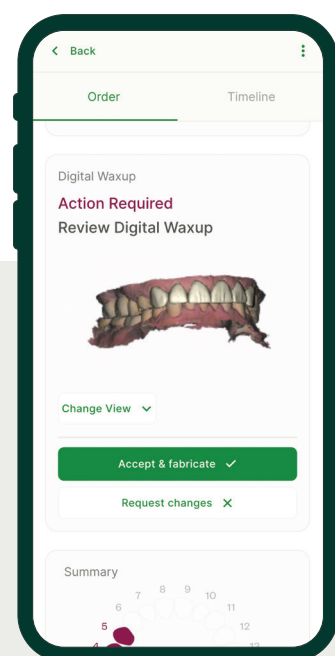 Back
Order Timeline
Digital Waxup
Action Required
Review Digital Waxup
Change View
Accept & fabricate
Request changes
Summary
8 9
7 10
6 11
5 12
4 13